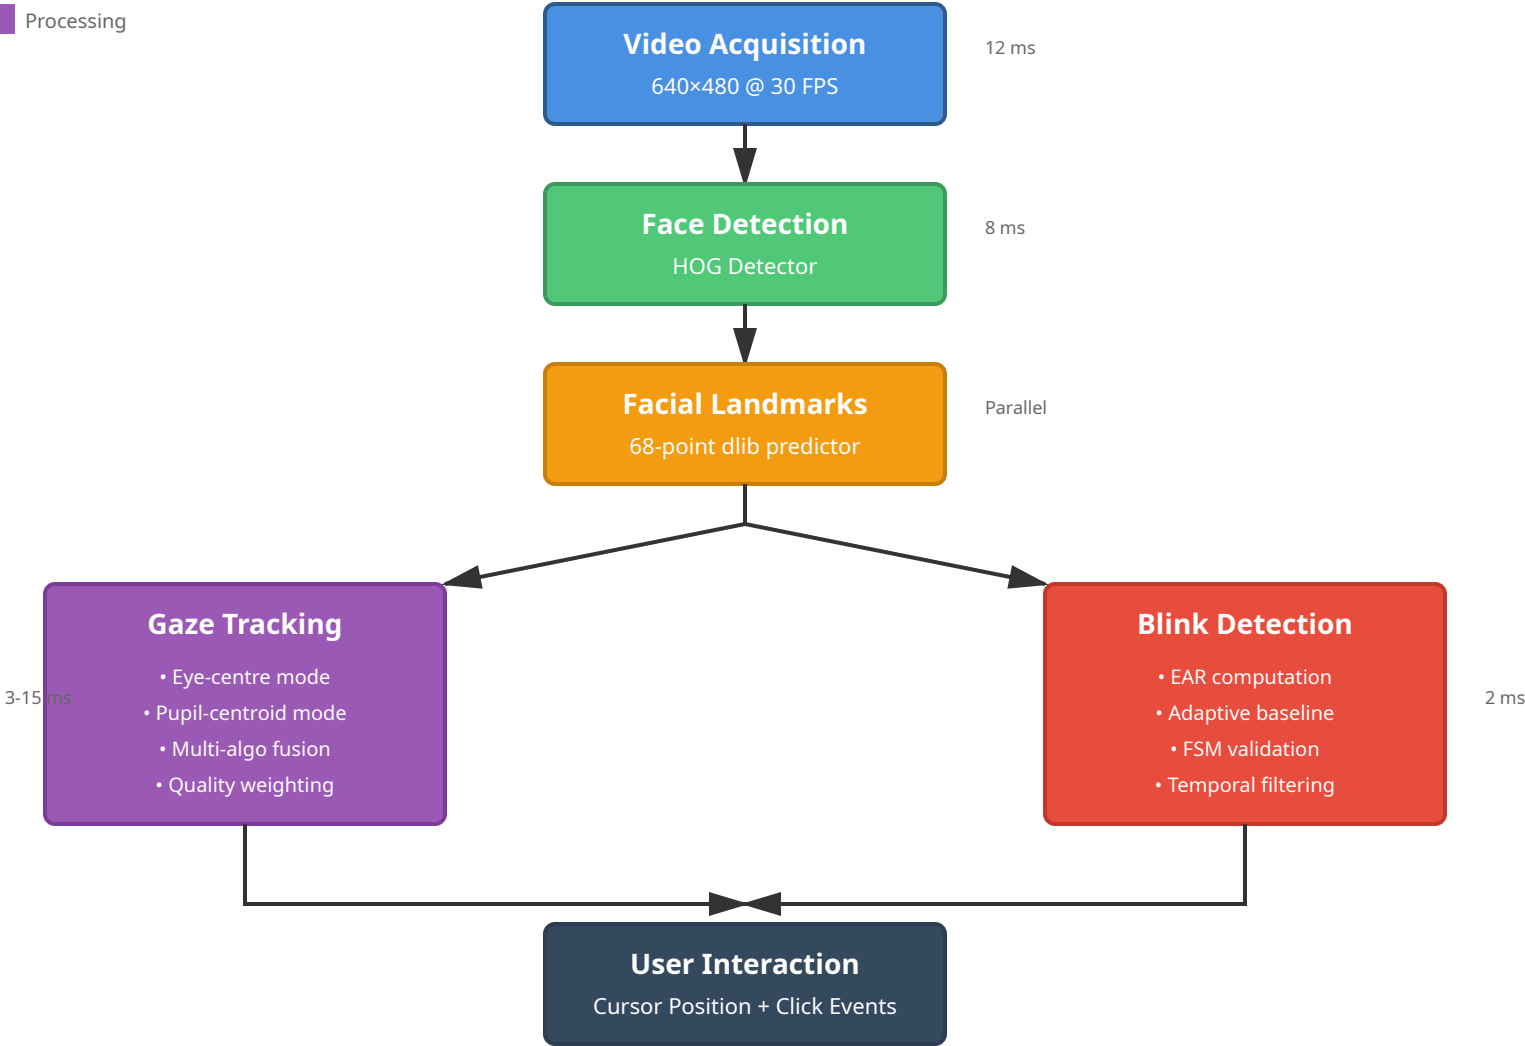 Processing
Video Acquisition
640×480 @ 30 FPS
12 ms
Face Detection
HOG Detector
8 ms
Facial Landmarks
68-point dlib predictor
Parallel
Gaze Tracking
• Eye-centre mode
• Pupil-centroid mode
• Multi-algo fusion
• Quality weighting
3-15 ms
Blink Detection
• EAR computation
• Adaptive baseline
• FSM validation
• Temporal filtering
2 ms
User Interaction
Cursor Position + Click Events